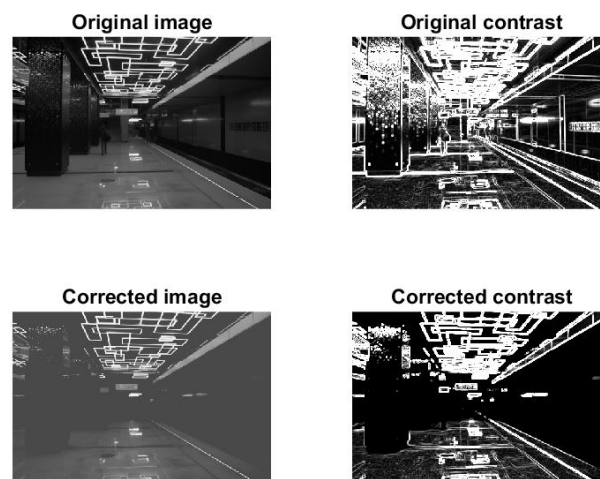 Original image
Original contrast
Corrected image
Corrected contrast